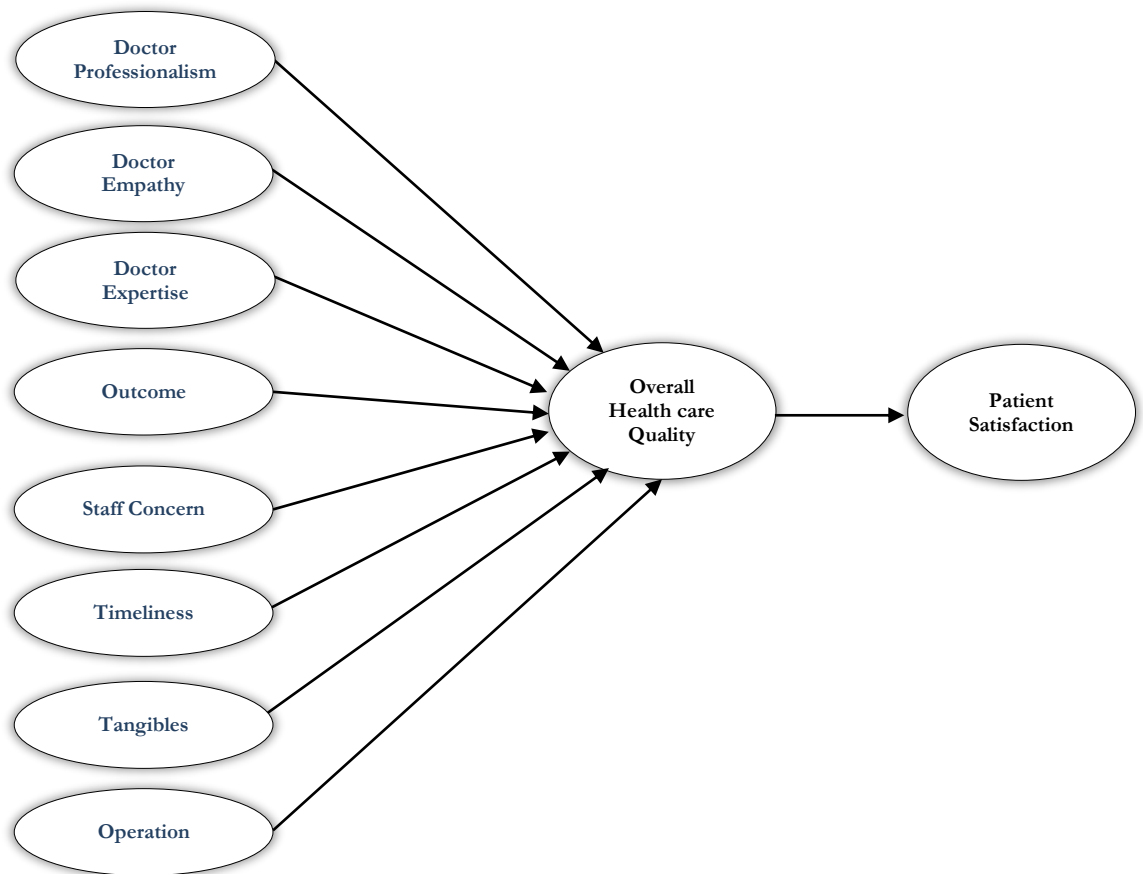 Doctor
Professionalism
Doctor
Empathy
Doctor
Expertise
Outcome
Staff Concern
Timeliness
Tangibles
Operation
Overall
Health care
Quality
Patient
Satisfaction